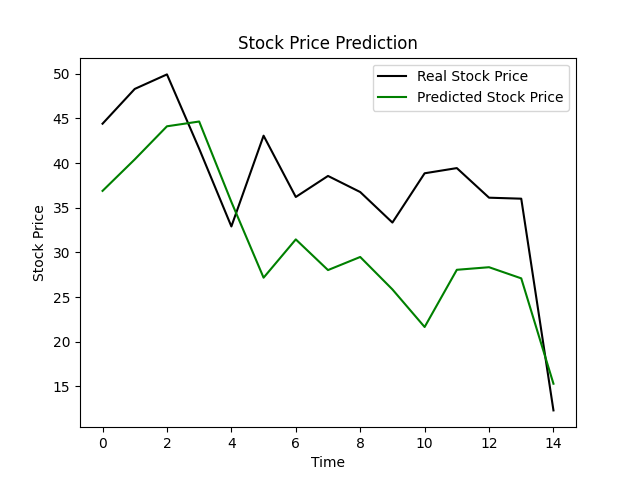 Stock Price Prediction
Real Stock Price
Predicted Stock Price
Stock Price
50
45
40
35
30
25
20
15
0 2 4 6 8 10 12 14
Time